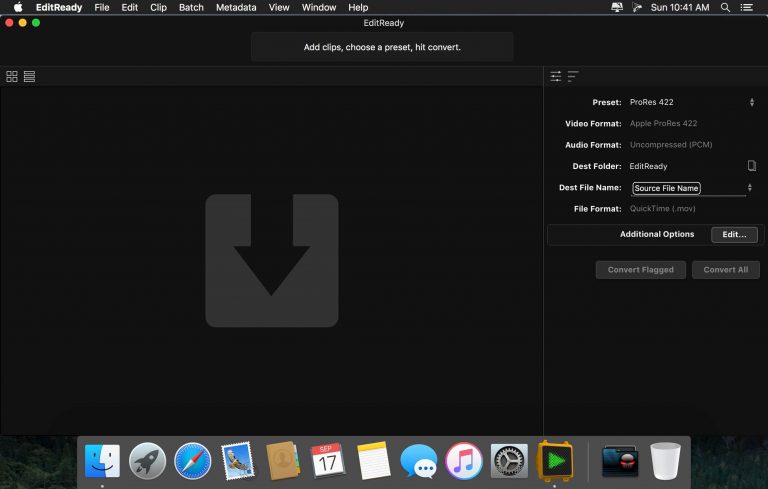 EditReady File Edit Clip Batch Metadata View Window Help Sun 10:41 AM
EditReady
Add clips, choose a preset, hit convert.
Preset: ProRes 422
Video Format: Apple ProRes 422
Audio Format: Uncompressed (PCM)
Dest Folder: EditReady
Dest File Name: Source File Name
File Format: QuickTime (.mov)
Additional Options Edit...
Convert Flagged Convert All
SEP
17